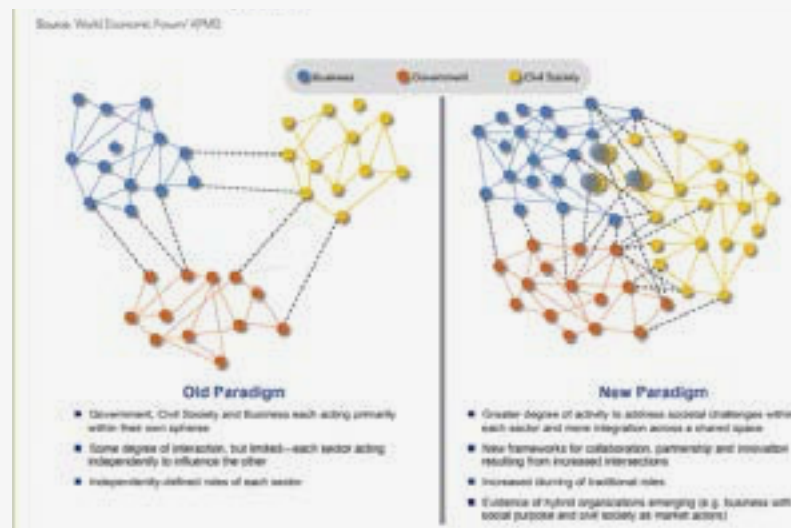 Source: World Economic Forum/ KPMG
Business
Government
Civil Society
Old Paradigm
Government, Civil Society and Business each acting primarily
within their own spheres
Some degree of interaction, but limited—each sector acting
independently to influence the other
Independently-defined roles of each sector
New Paradigm
Greater degree of activity to address societal challenges within
each sector and more integration across a shared space
New frameworks for collaboration, partnership and innovation
resulting from increased intersections
Increased blurring of traditional roles
Evidence of hybrid organizations emerging (e.g. business with
social purpose and civil society as market actors)